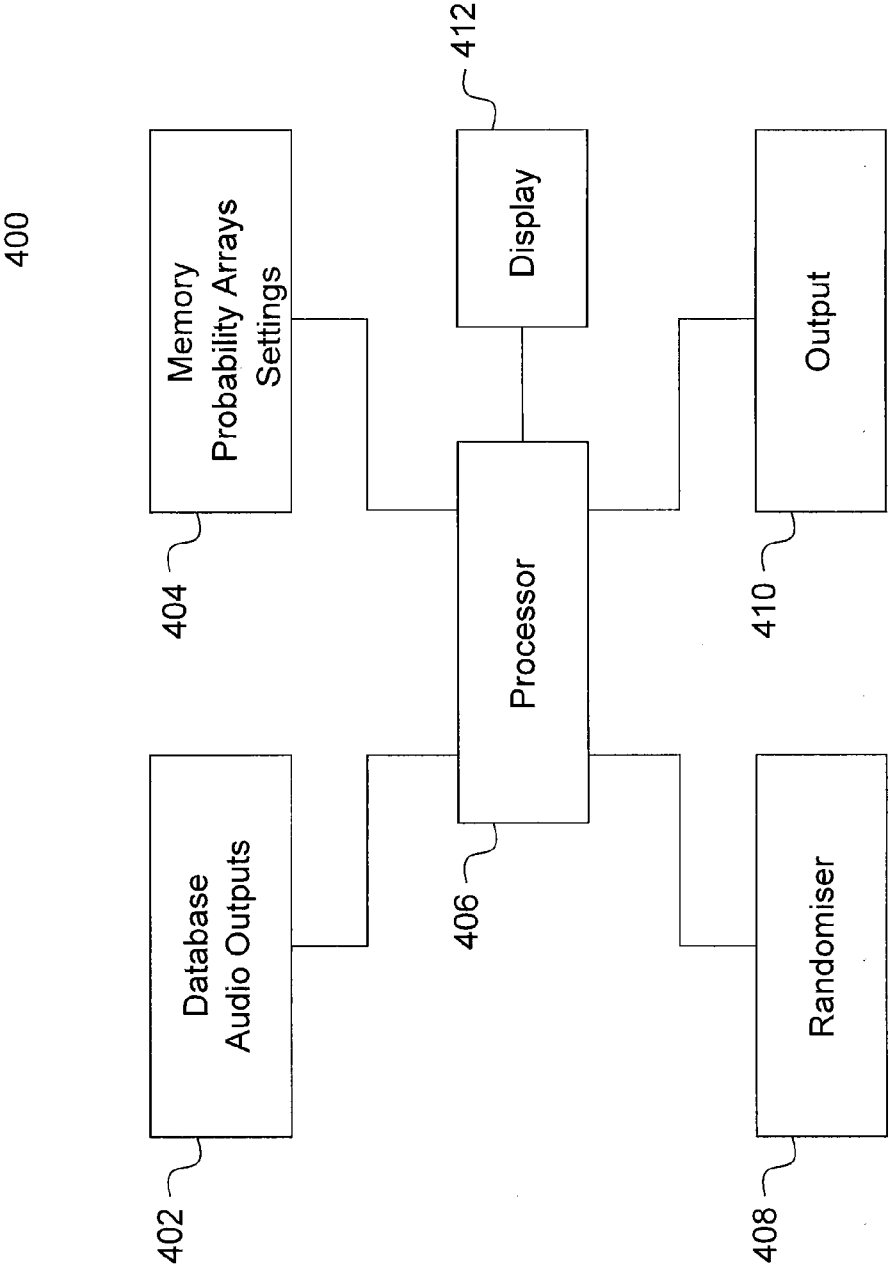 400
402
Database
Audio Outputs
404
Memory
Probability Arrays
Settings
406
Processor
Display
412
408
Randomiser
410
Output